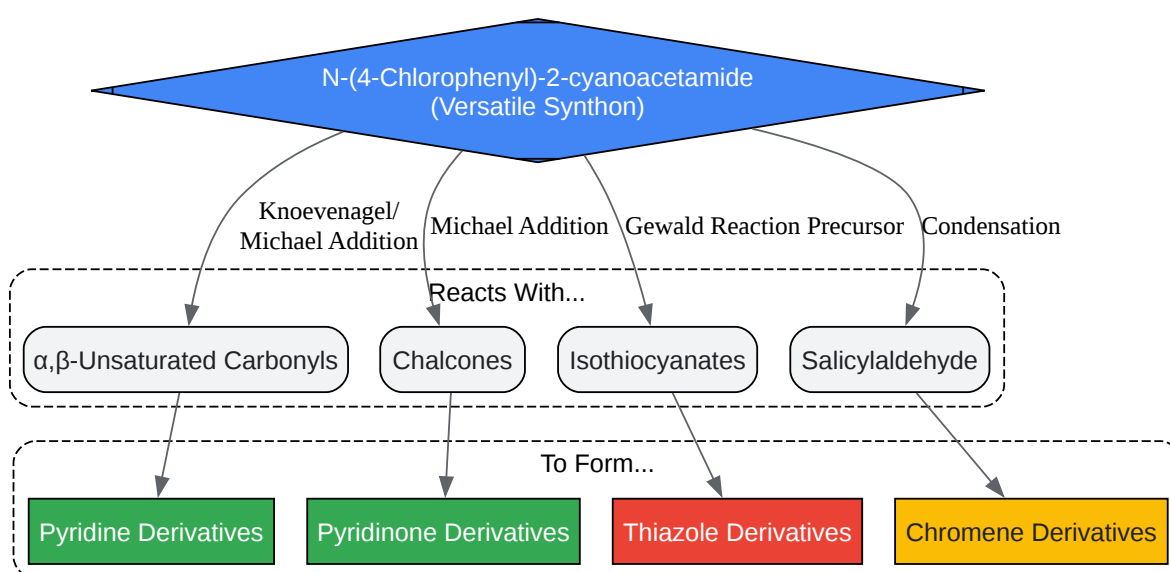 N-(4-Chlorophenyl)-2-cyanoacetamide
(Versatile Synthon)
Knoevenagel/
Michael Addition
Michael Addition
Gewald Reaction Precursor
Condensation
Reacts With...
α,β-Unsaturated Carbonyls
Chalcones
Isothiocyanates
Salicylaldehyde
To Form...
Pyridine Derivatives
Pyridinone Derivatives
Thiazole Derivatives
Chromene Derivatives